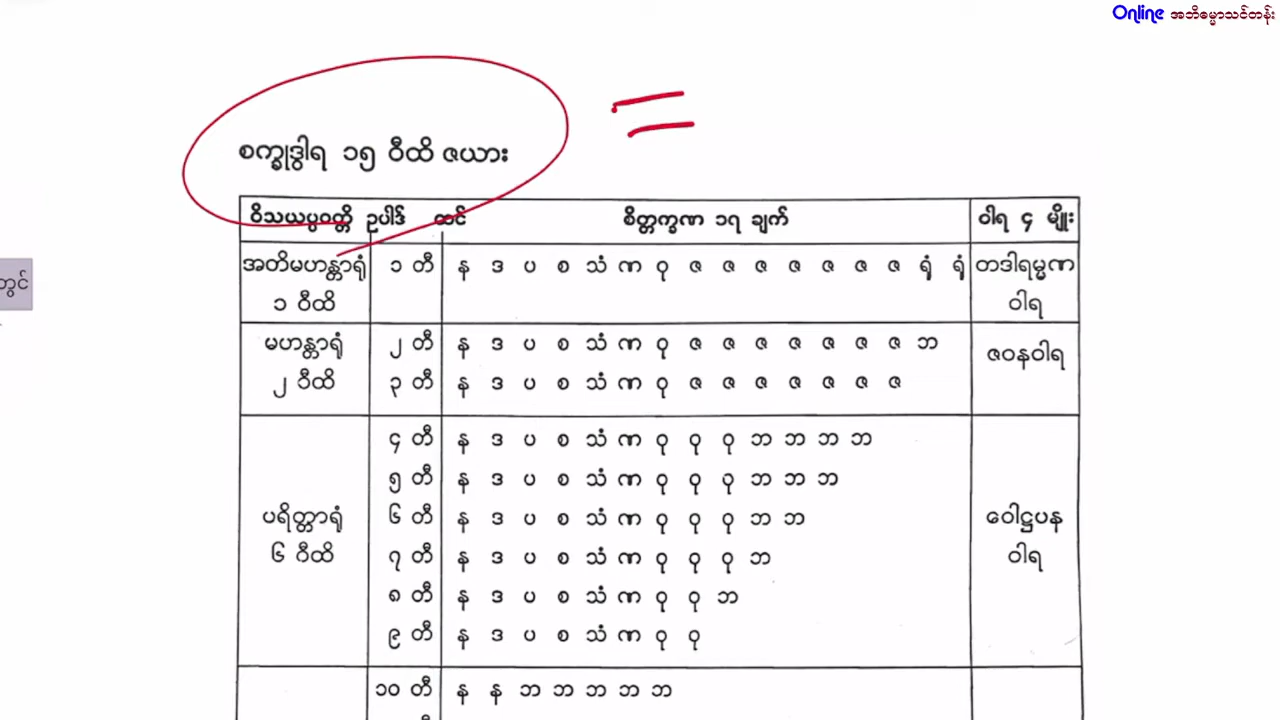 Online အဘိဓမ္မာသင်တန်း
စက္ခုဒွါရ ၁၅ ဝီထိ ဇယား
ဝိသယပ္ပဝတ္တိ ဥပါဒ် တင် စိတ္တက္ခဏ ၁၇ ချက် ဝါရ ၄ မျိုး
အတိမဟန္တာရုံ ၁ တီ န ဒ ပ စ သံ ဏ ဝု ဇ ဇ ဇ ဇ ဇ ဇ ဇ ရုံ ရုံ တဒါရမ္မဏ
၁ ဝီထိ ဝါရ
တွင်
မဟန္တာရုံ ၂ တီ န ဒ ပ စ သံ ဏ ဝု ဇ ဇ ဇ ဇ ဇ ဇ ဇ ဘ ဇဝနဝါရ
၂ ဝီထိ ၃ တီ န ဒ ပ စ သံ ဏ ဝု ဇ ဇ ဇ ဇ ဇ ဇ ဇ
၄ တီ န ဒ ပ စ သံ ဏ ဝု ဝု ဝု ဘ ဘ ဘ ဘ
၅ တီ န ဒ ပ စ သံ ဏ ဝု ဝု ဝု ဘ ဘ ဘ
ပရိတ္တာရုံ ၆ တီ န ဒ ပ စ သံ ဏ ဝု ဝု ဝု ဘ ဘ ဝေါဋ္ဌပန
၆ ဝီထိ ၇ တီ န ဒ ပ စ သံ ဏ ဝု ဝု ဝု ဘ ဝါရ
၈ တီ န ဒ ပ စ သံ ဏ ဝု ဝု ဘ
၉ တီ န ဒ ပ စ သံ ဏ ဝု ဝု
၁၀ တီ န န ဘ ဘ ဘ ဘ ဘ